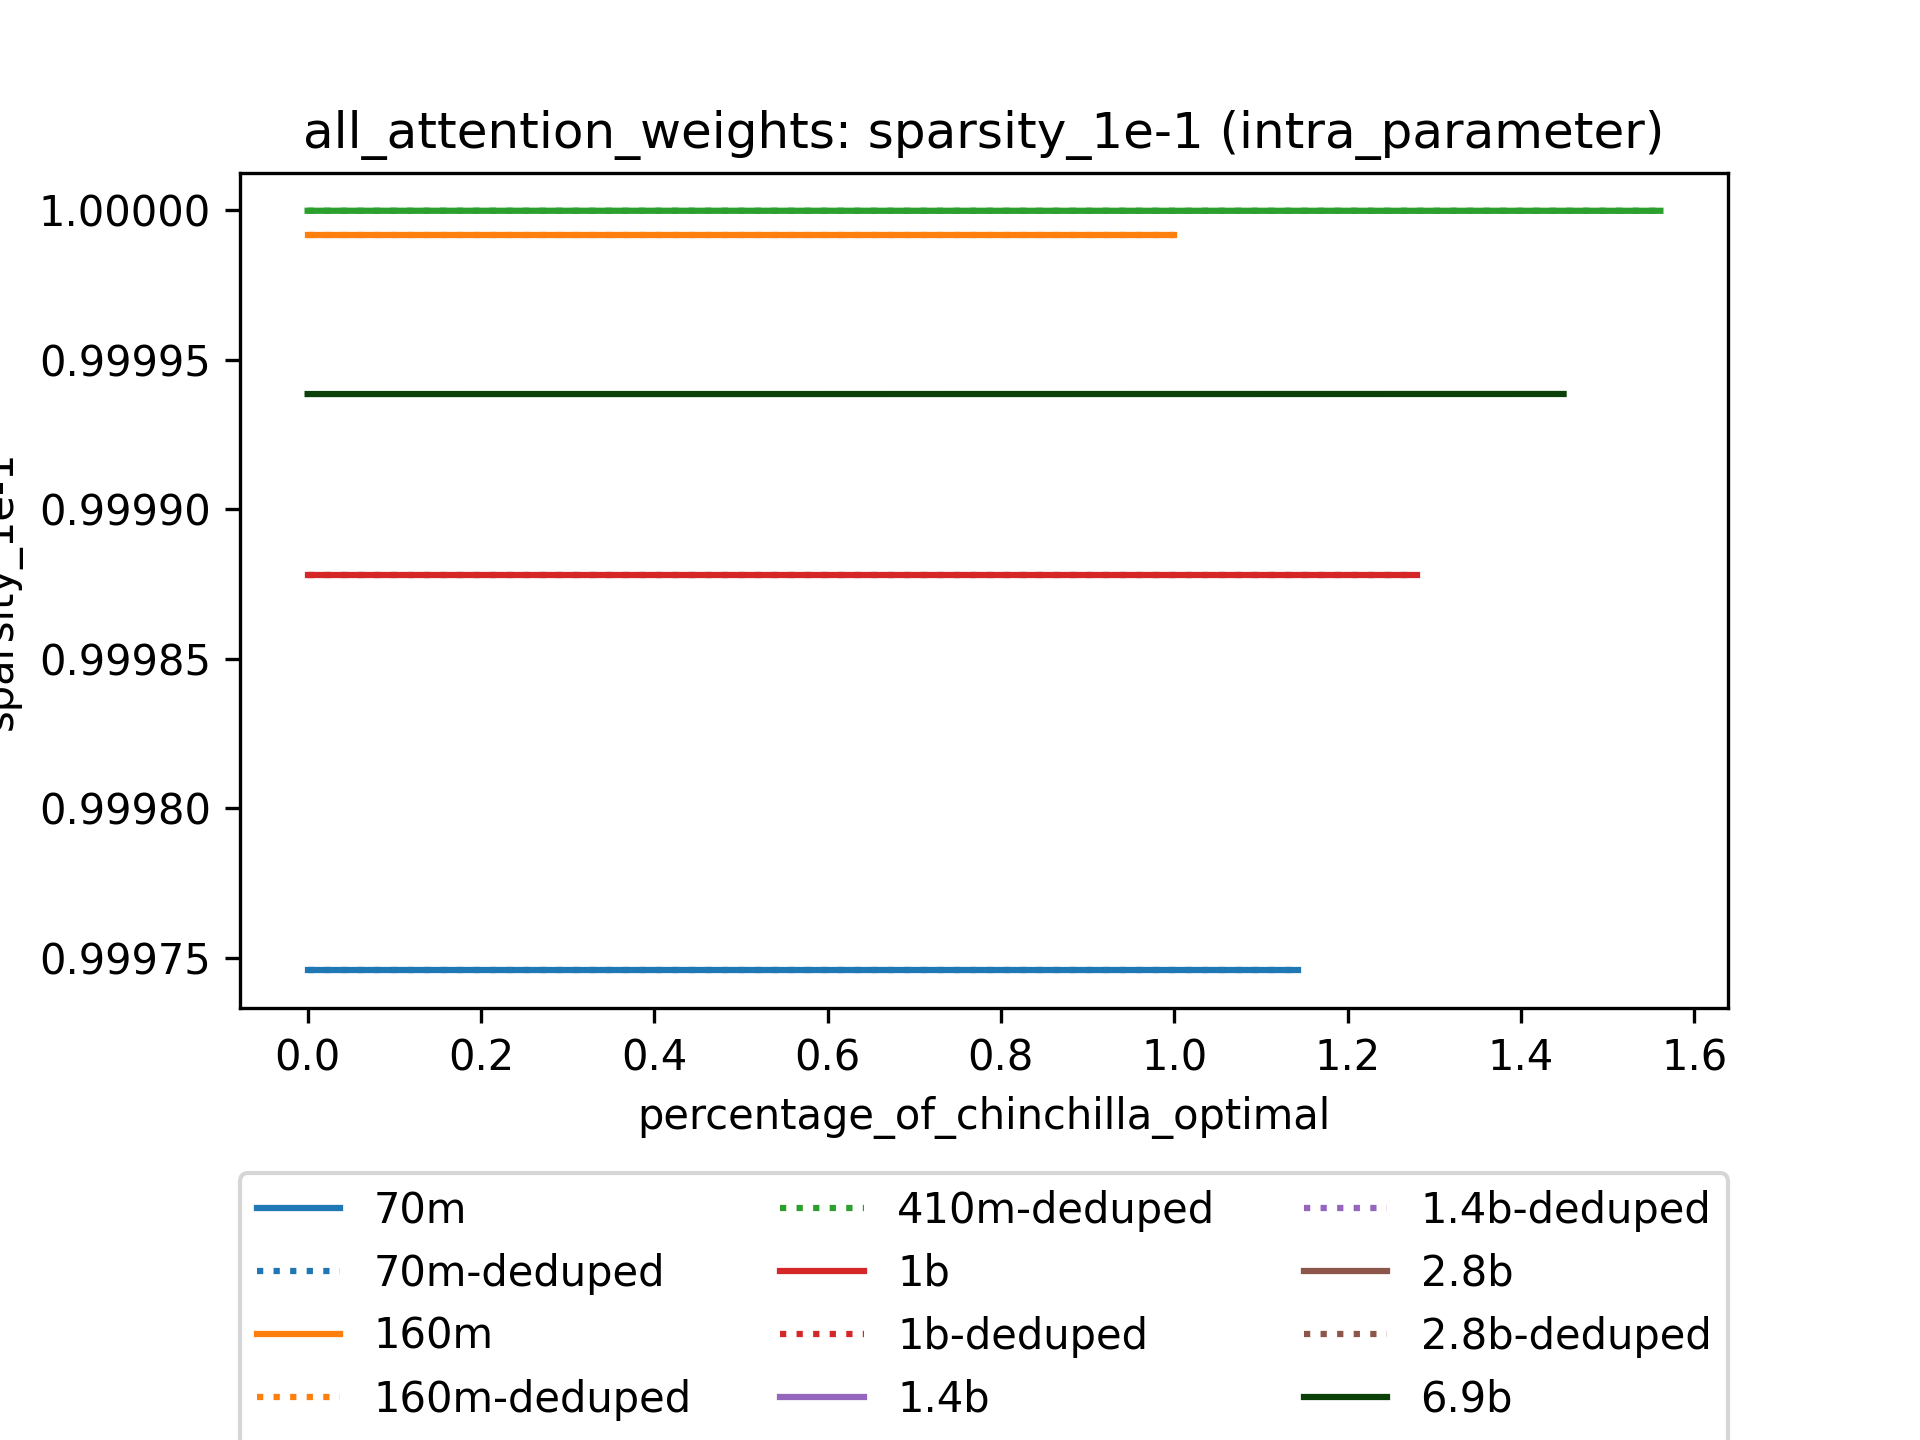 all_attention_weights: sparsity_1e-1 (intra_parameter)
1.00000
0.99995
0.99990
0.99985
0.99980
0.99975
sparsity_1e-1
0.0 0.2 0.4 0.6 0.8 1.0 1.2 1.4 1.6
percentage_of_chinchilla_optimal
70m 410m-deduped 1.4b-deduped
70m-deduped 1b 2.8b
160m 1b-deduped 2.8b-deduped
160m-deduped 1.4b 6.9b